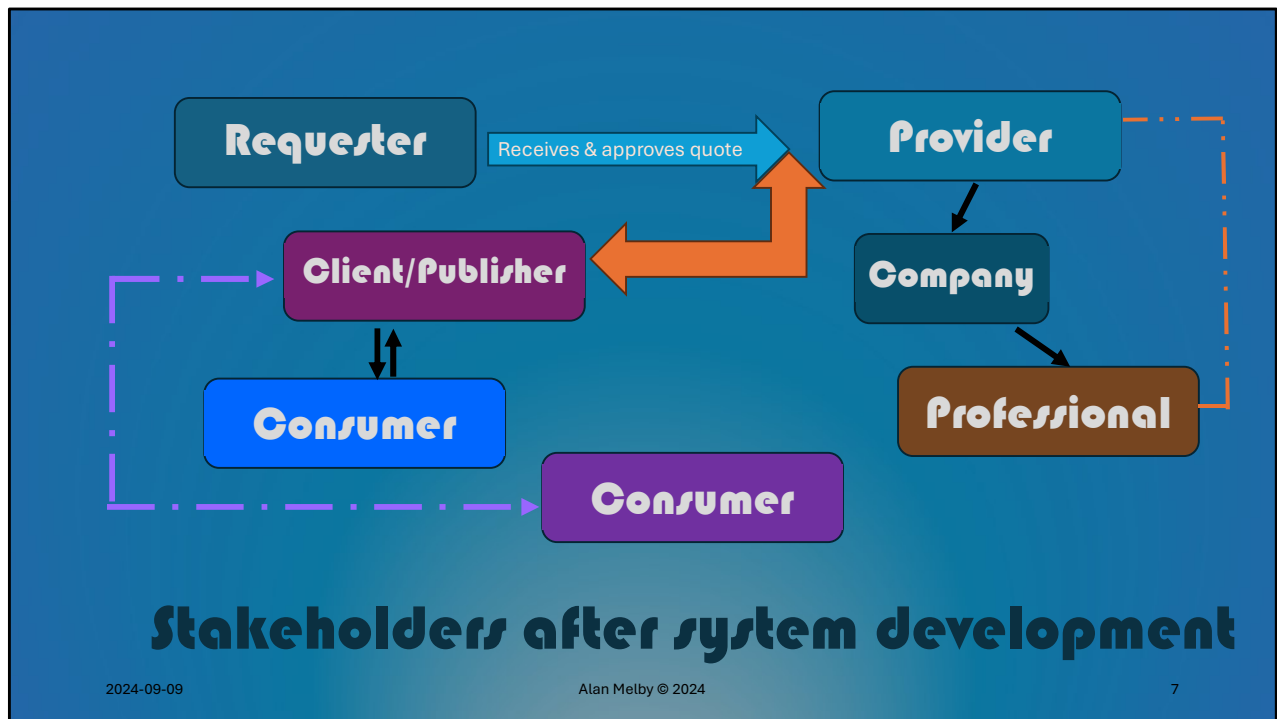 Requester
Receives & approves quote
Provider
Client/Publisher
Company
Consumer
Professional
Consumer
Stakeholders after system development
2024-09-09
Alan Melby © 2024
7